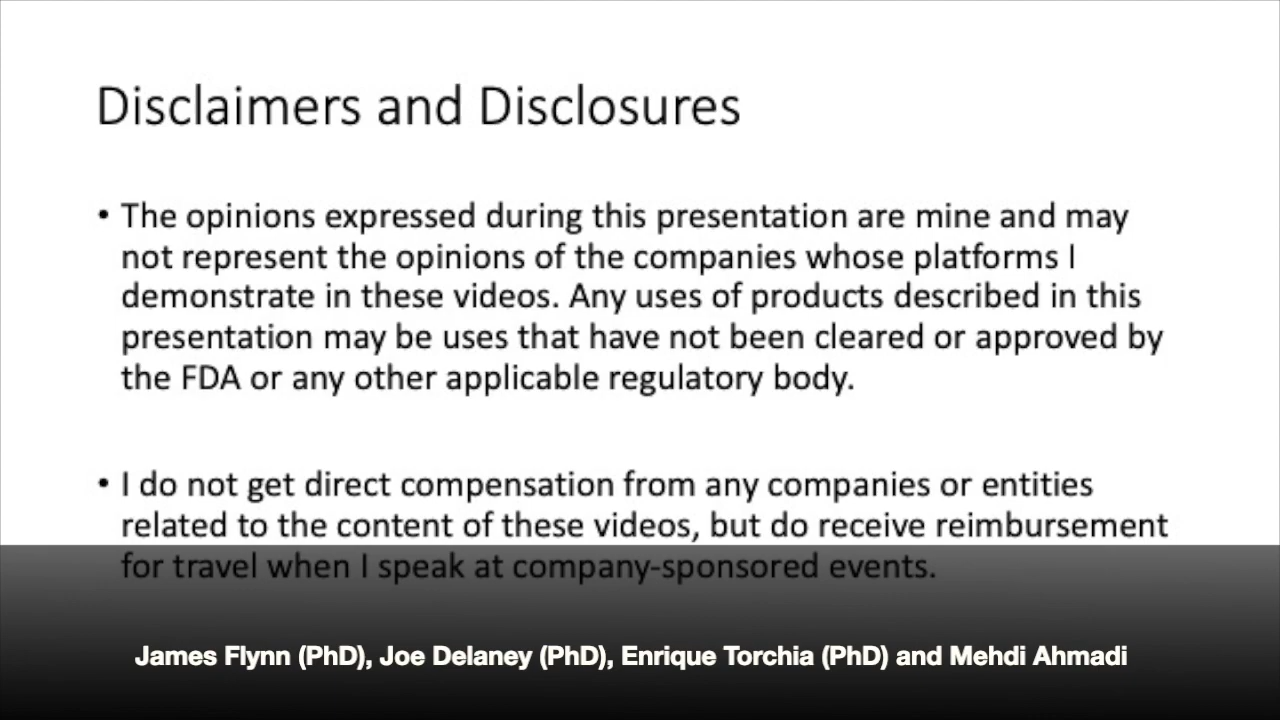 Disclaimers and Disclosures
• The opinions expressed during this presentation are mine and may
not represent the opinions of the companies whose platforms I
demonstrate in these videos. Any uses of products described in this
presentation may be uses that have not been cleared or approved by
the FDA or any other applicable regulatory body.
• I do not get direct compensation from any companies or entities
related to the content of these videos, but do receive reimbursement
for travel when I speak at company-sponsored events.
James Flynn (PhD), Joe Delaney (PhD), Enrique Torchia (PhD) and Mehdi Ahmadi